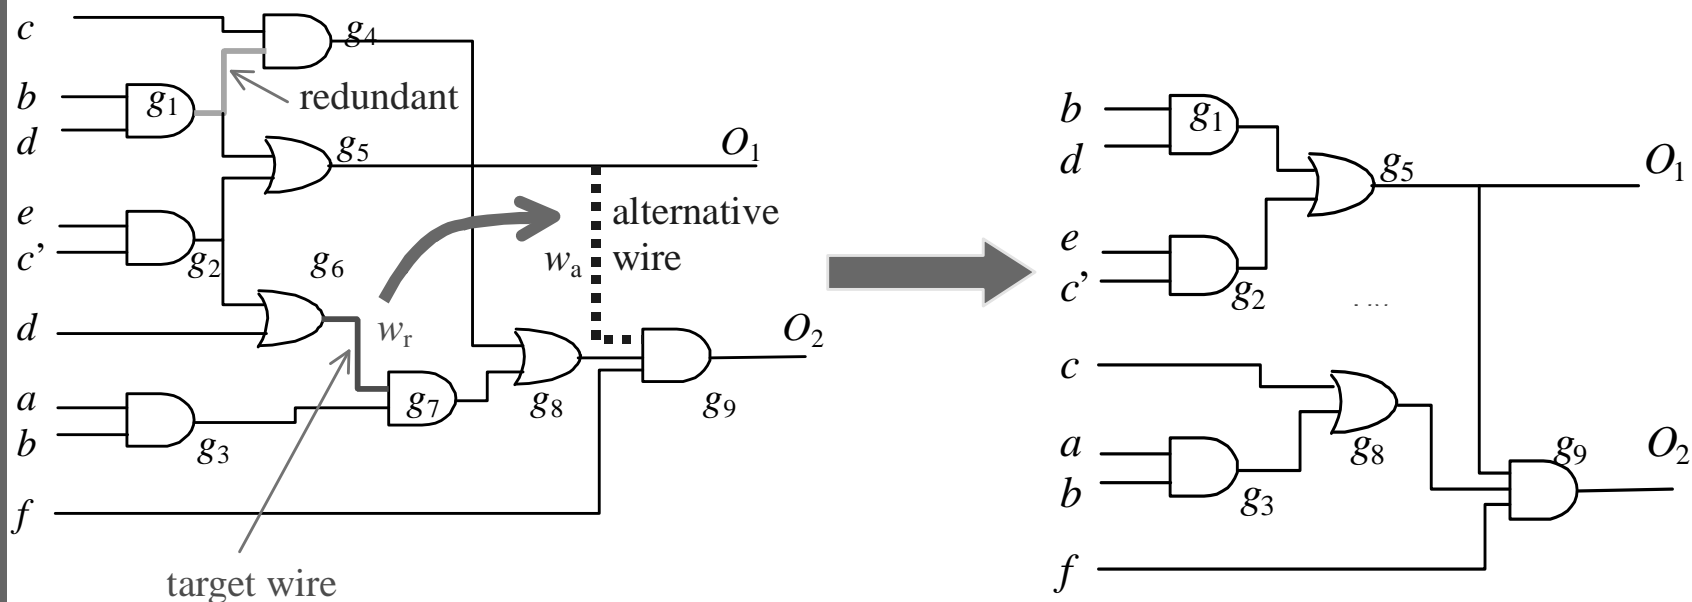 c
g4
redundant
b
g1
d
g5
O1
e
c’
g2
g6
alternative
wire
wa
d
wr
O2
a
b
g3
g7
g8
g9
f
target wire
b
g1
d
g5
O1
e
c’
g2
c
a
b
g3
g8
g9
O2
f